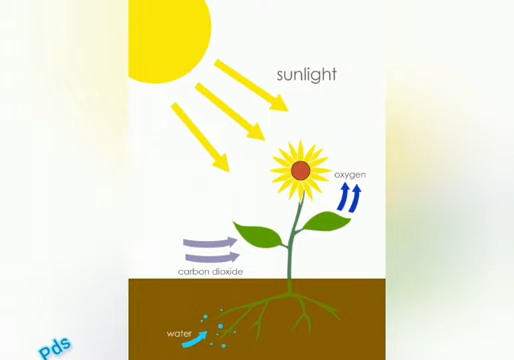 sunlight
oxygen
carbon dioxide
water
Pds